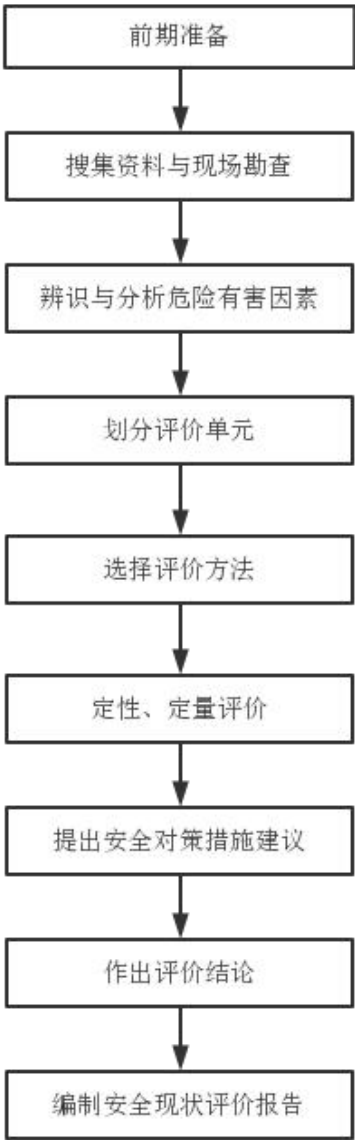 前期准备
搜集资料与现场勘查
辨识与分析危险有害因素
划分评价单元
选择评价方法
定性、定量评价
提出安全对策措施建议
作出评价结论
编制安全现状评价报告